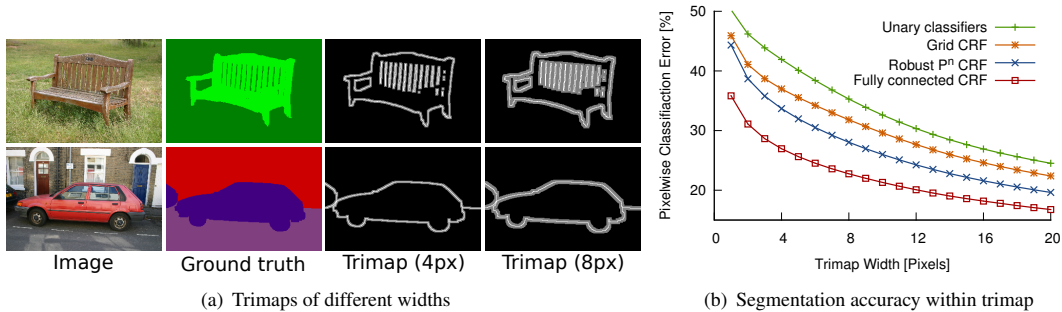 Image
Ground truth
Trimap (4px)
Trimap (8px)
(a) Trimaps of different widths
Pixelwise Classifiaction Error [%]
50
40
30
20
0
4
8
12
16
20
Trimap Width [Pixels]
Unary classifiers
Grid CRF
Robust Pⁿ CRF
Fully connected CRF
(b) Segmentation accuracy within trimap